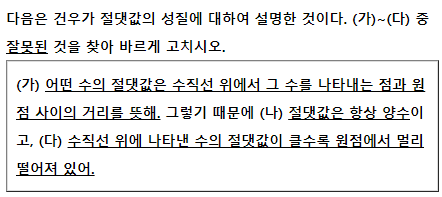 다음은 건우가 절댓값의 성질에 대하여 설명한 것이다. (가)~(다) 중
잘못된 것을 찾아 바르게 고치시오.
(가) 어떤 수의 절댓값은 수직선 위에서 그 수를 나타내는 점과 원
점 사이의 거리를 뜻해. 그렇기 때문에 (나) 절댓값은 항상 양수이
고, (다) 수직선 위에 나타낸 수의 절댓값이 클수록 원점에서 멀리
떨어져 있어.